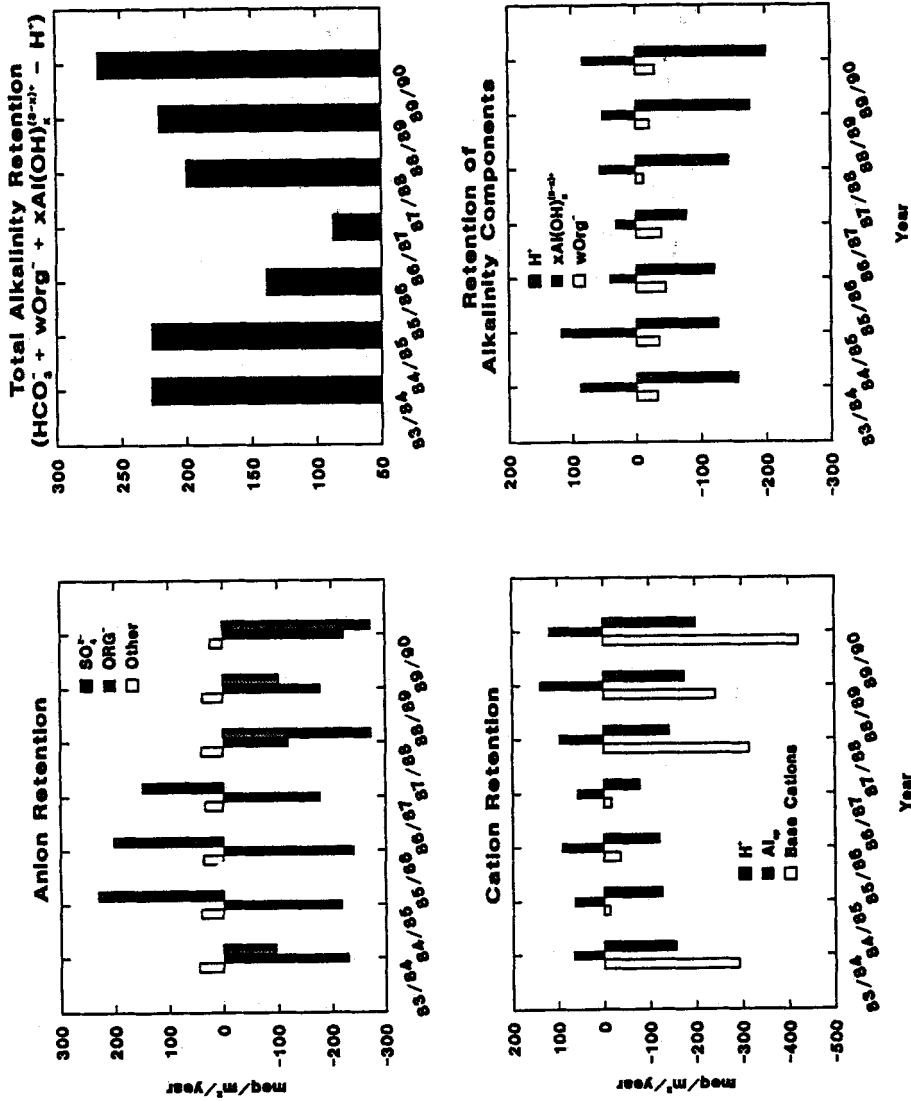 Anion Retention
SO₄²⁻
ORG⁻
Other
300
200
100
0
-100
-200
-300
meq/m²/year
83/84
84/85
85/86
86/87
87/88
88/89
89/90
Total Alkalinity Retention
(HCO₃⁻ + wOrg⁻ + xAl(OH)ₓ⁽³⁻ˣ⁾⁺ − H⁺)
300
250
200
150
100
50
83/84
84/85
85/86
86/87
87/88
88/89
89/90
Cation Retention
H⁺
Alₒₚ
Base Cations
200
100
0
-100
-200
-300
-400
-500
meq/m²/year
83/84
84/85
85/86
86/87
87/88
88/89
89/90
Year
Retention of
Alkalinity Components
H⁺
xAl(OH)ₓ⁽³⁻ˣ⁾⁺
wOrg⁻
200
100
0
-100
-200
-300
83/84
84/85
85/86
86/87
87/88
88/89
89/90
Year